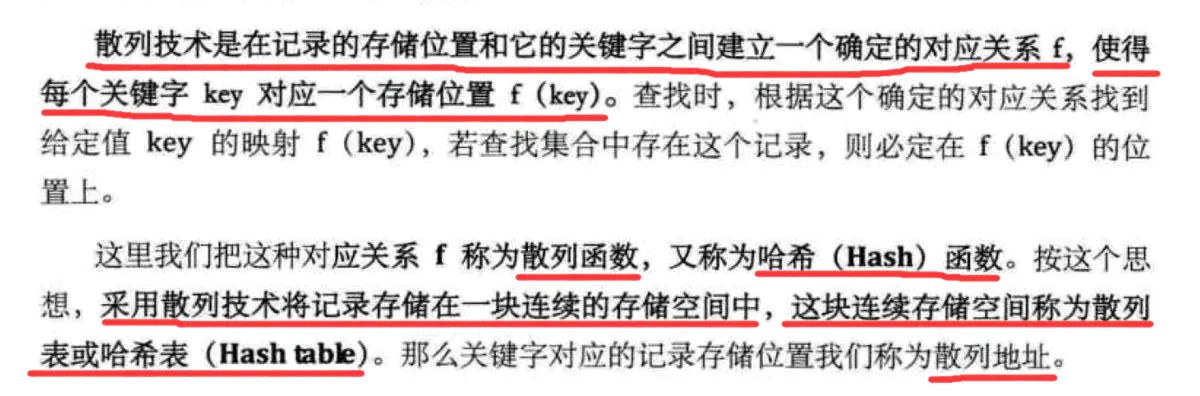 散列技术是在记录的存储位置和它的关键字之间建立一个确定的对应关系 f，使得
每个关键字 key 对应一个存储位置 f（key）。查找时，根据这个确定的对应关系找到
给定值 key 的映射 f（key），若查找集合中存在这个记录，则必定在 f（key）的位
置上。
这里我们把这种对应关系 f 称为散列函数，又称为哈希（Hash）函数。按这个思
想，采用散列技术将记录存储在一块连续的存储空间中，这块连续存储空间称为散列
表或哈希表（Hash table）。那么关键字对应的记录存储位置我们称为散列地址。